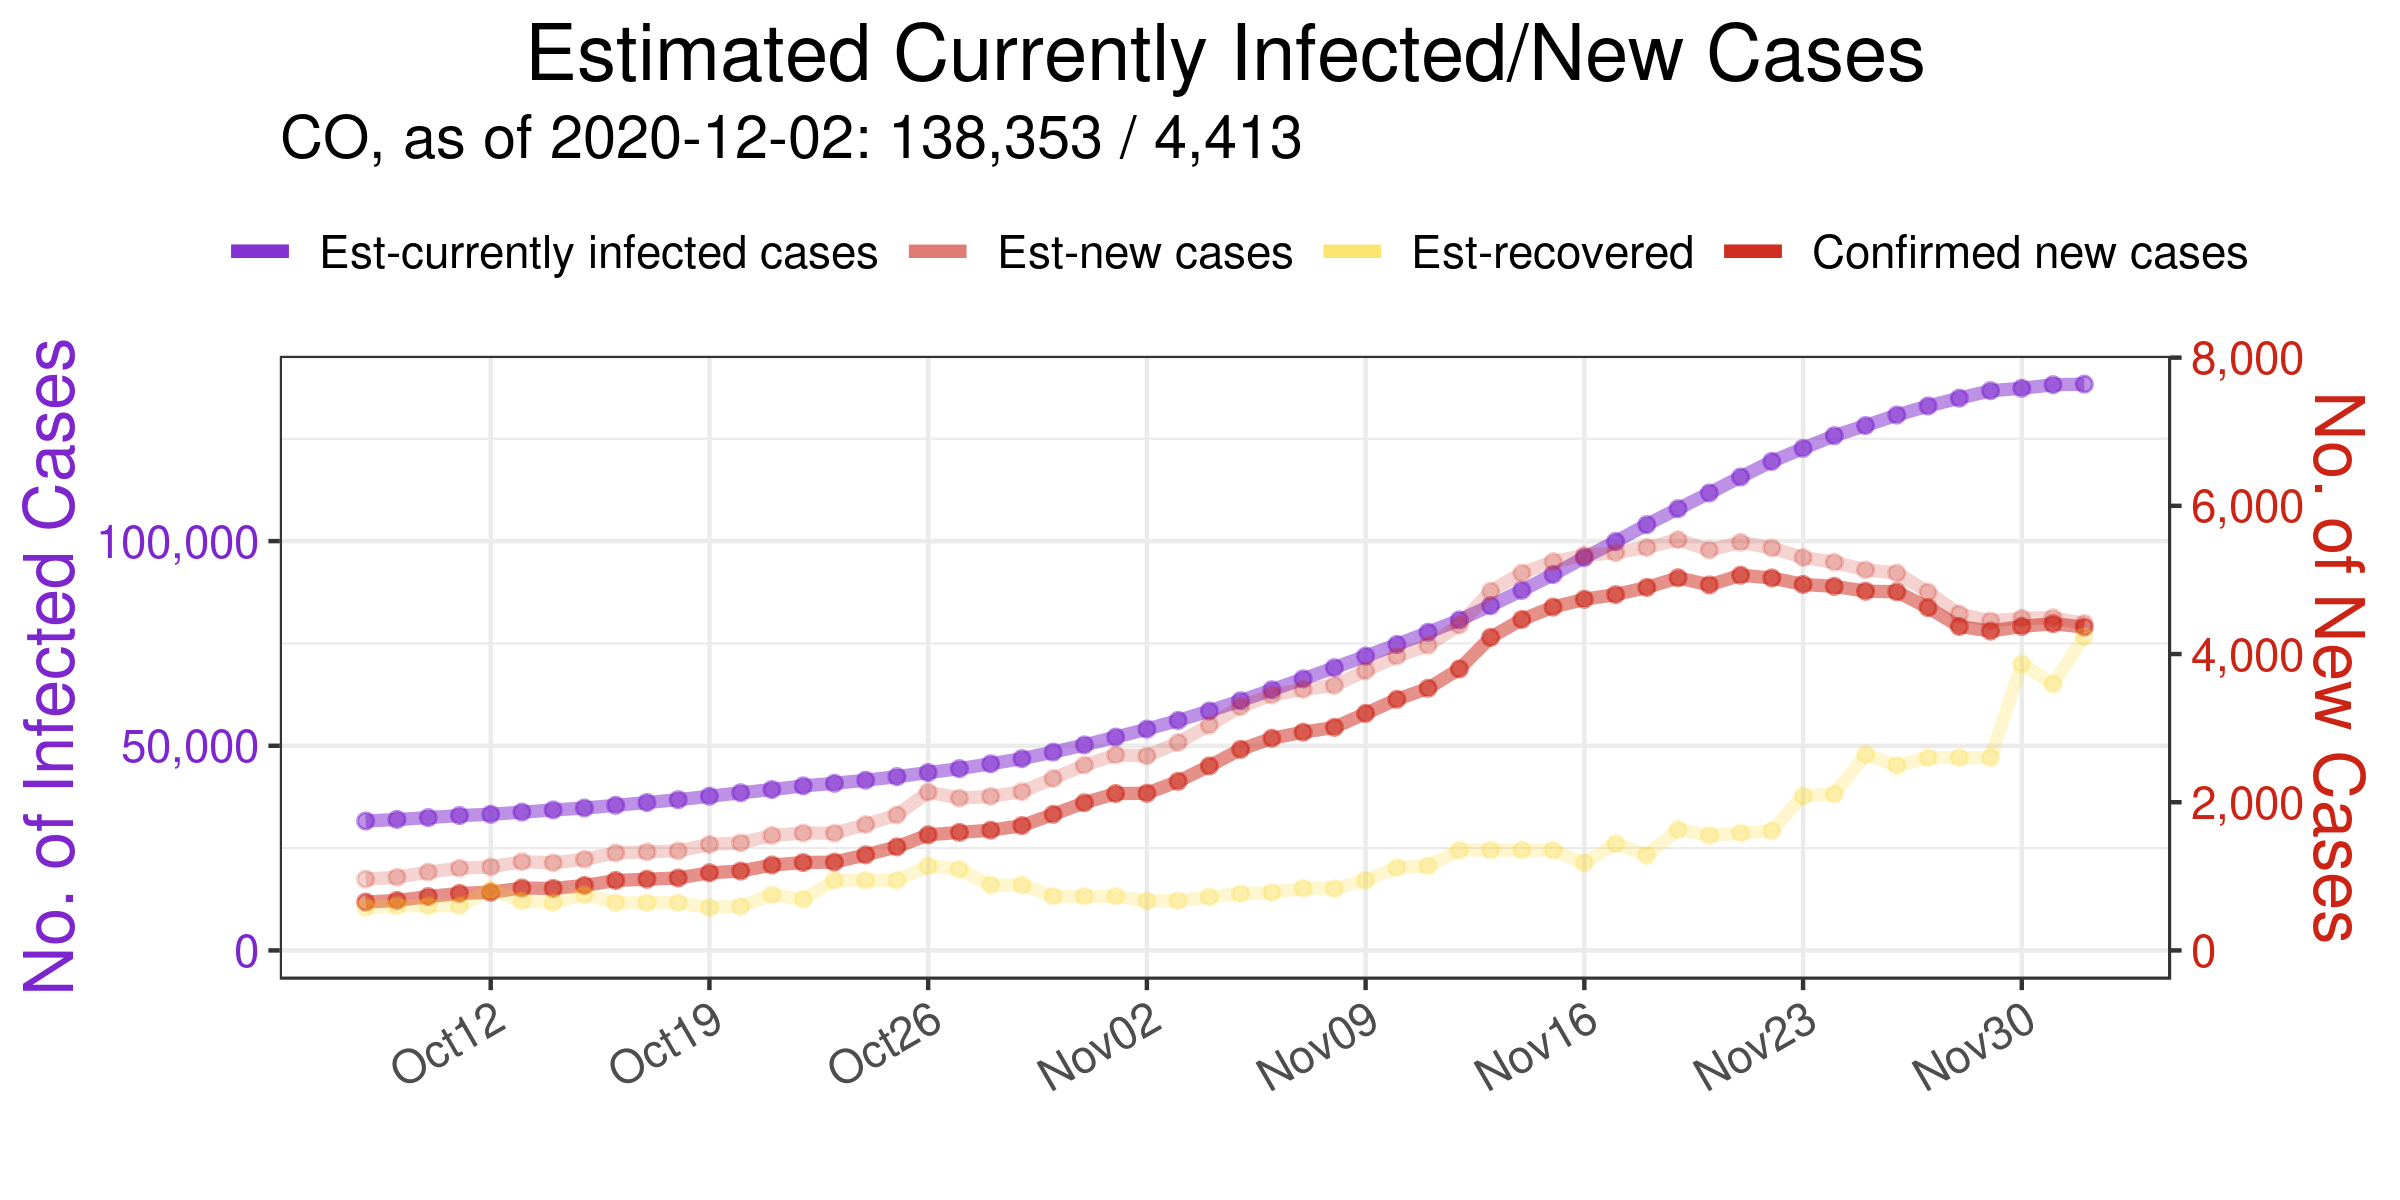 Estimated Currently Infected/New Cases
CO, as of 2020-12-02: 138,353 / 4,413
Est-currently infected cases Est-new cases Est-recovered Confirmed new cases
No. of Infected Cases
100,000
50,000
0
8,000
6,000
4,000
2,000
0
No. of New Cases
Oct12 Oct19 Oct26 Nov02 Nov09 Nov16 Nov23 Nov30